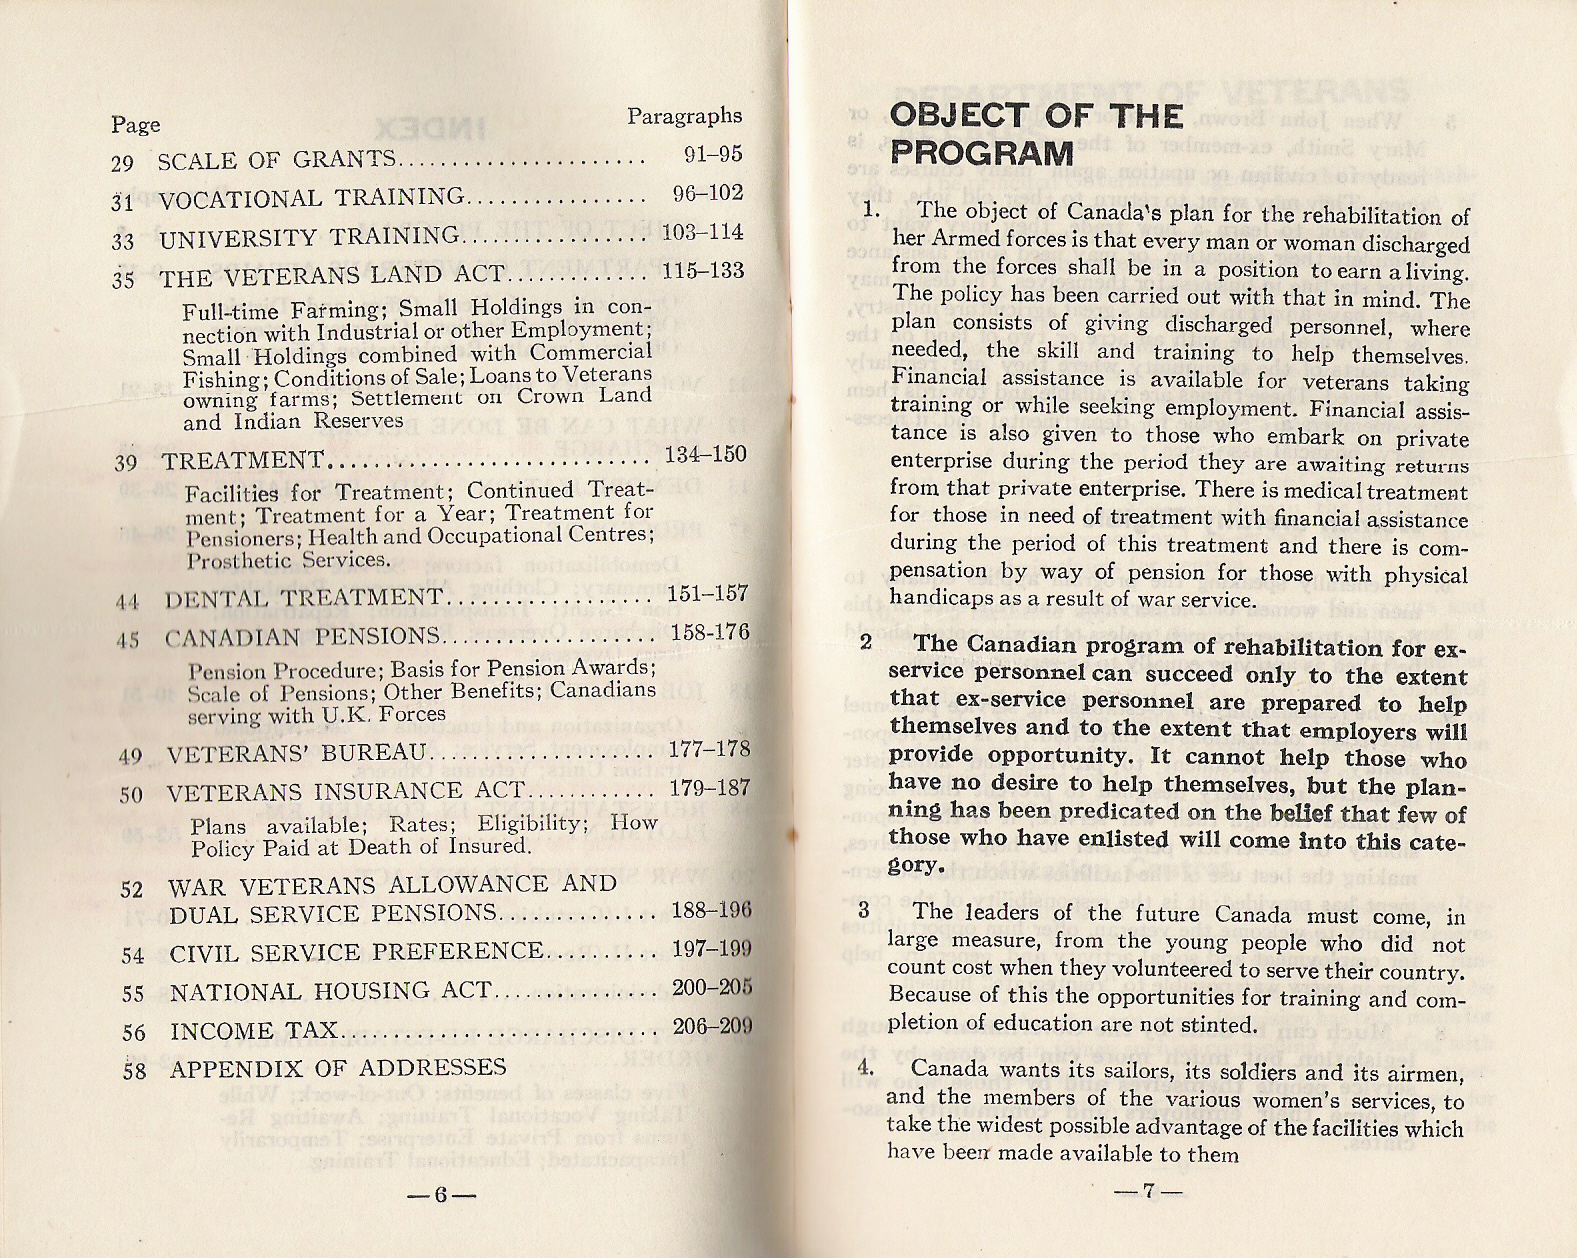 Page Paragraphs
29 SCALE OF GRANTS........................ 91–95
31 VOCATIONAL TRAINING................. 96–102
33 UNIVERSITY TRAINING.................. 103–114
35 THE VETERANS LAND ACT.............. 115–133
Full-time Farming; Small Holdings in con-
nection with Industrial or other Employment;
Small Holdings combined with Commercial
Fishing; Conditions of Sale; Loans to Veterans
owning farms; Settlement on Crown Land
and Indian Reserves
39 TREATMENT............................. 134–150
Facilities for Treatment; Continued Treat-
ment; Treatment for a Year; Treatment for
Pensioners; Health and Occupational Centres;
Prosthetic Services.
44 DENTAL TREATMENT................... 151–157
45 CANADIAN PENSIONS.................... 158-176
Pension Procedure; Basis for Pension Awards;
Scale of Pensions; Other Benefits; Canadians
serving with U.K. Forces
49 VETERANS' BUREAU..................... 177–178
50 VETERANS INSURANCE ACT............ 179–187
Plans available; Rates; Eligibility; How
Policy Paid at Death of Insured.
52 WAR VETERANS ALLOWANCE AND
DUAL SERVICE PENSIONS.............. 188–196
54 CIVIL SERVICE PREFERENCE.......... 197–199
55 NATIONAL HOUSING ACT............... 200–205
56 INCOME TAX............................ 206–209
58 APPENDIX OF ADDRESSES
—6—
OBJECT OF THE
PROGRAM
1. The object of Canada's plan for the rehabilitation of
her Armed forces is that every man or woman discharged
from the forces shall be in a position to earn a living.
The policy has been carried out with that in mind. The
plan consists of giving discharged personnel, where
needed, the skill and training to help themselves.
Financial assistance is available for veterans taking
training or while seeking employment. Financial assis-
tance is also given to those who embark on private
enterprise during the period they are awaiting returns
from that private enterprise. There is medical treatment
for those in need of treatment with financial assistance
during the period of this treatment and there is com-
pensation by way of pension for those with physical
handicaps as a result of war service.
2 The Canadian program of rehabilitation for ex-
service personnel can succeed only to the extent
that ex-service personnel are prepared to help
themselves and to the extent that employers will
provide opportunity. It cannot help those who
have no desire to help themselves, but the plan-
ning has been predicated on the belief that few of
those who have enlisted will come into this cate-
gory.
3 The leaders of the future Canada must come, in
large measure, from the young people who did not
count cost when they volunteered to serve their country.
Because of this the opportunities for training and com-
pletion of education are not stinted.
4. Canada wants its sailors, its soldiers and its airmen,
and the members of the various women's services, to
take the widest possible advantage of the facilities which
have been made available to them
—7—